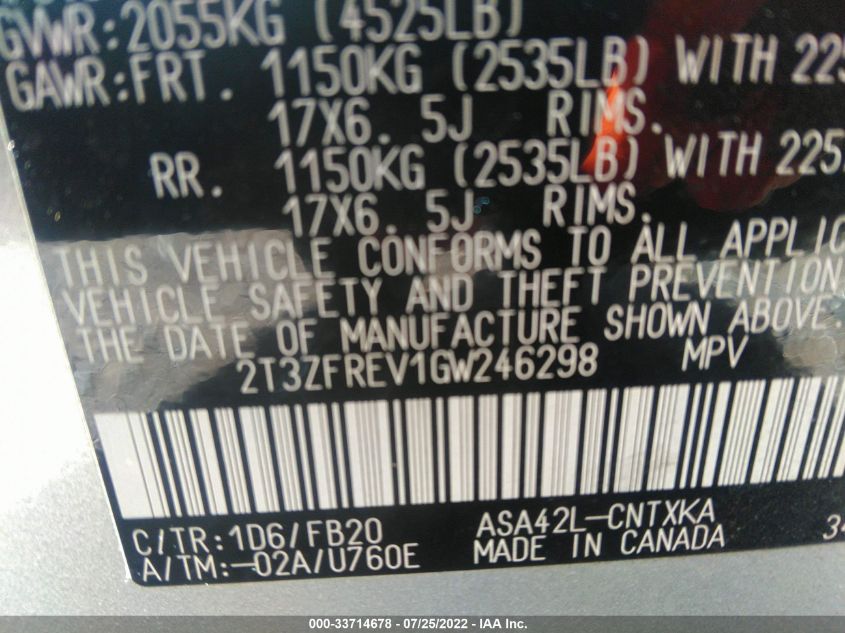 GVWR:2055KG (4525LB)
GAWR:FRT. 1150KG (2535LB) WITH 225
17X6. 5J RIMS.
RR. 1150KG (2535LB) WITH 225
17X6. 5J RIMS.
THIS VEHICLE CONFORMS TO ALL APPLIC
VEHICLE SAFETY AND THEFT PREVENTION
THE DATE OF MANUFACTURE SHOWN ABOVE.
2T3ZFREV1GW246298 MPV
C/TR:1D6/FB20 ASA42L-CNTXKA 34
A/TM:-02A/U760E MADE IN CANADA
000-33714678 - 07/25/2022 - IAA Inc.